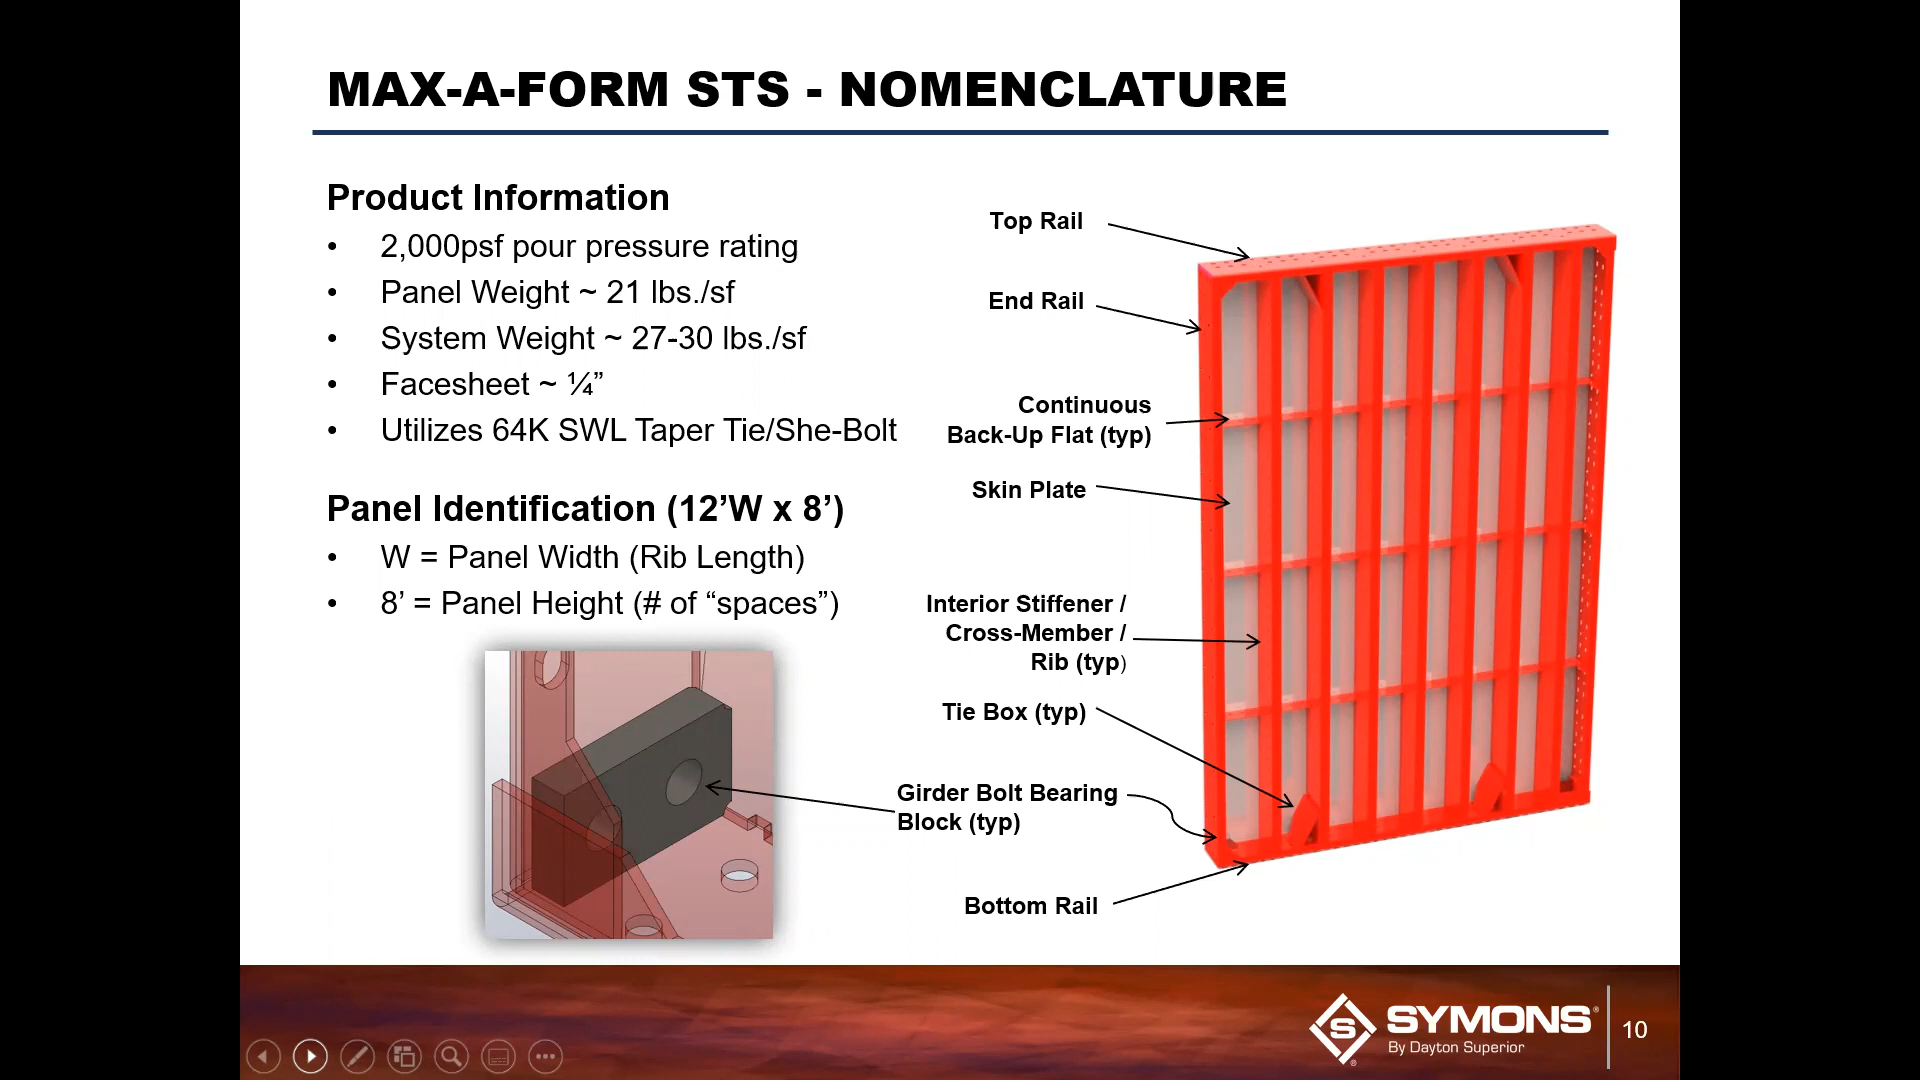 MAX-A-FORM STS - NOMENCLATURE
Product Information
• 2,000psf pour pressure rating
• Panel Weight ~ 21 lbs./sf
• System Weight ~ 27-30 lbs./sf
• Facesheet ~ ¼”
• Utilizes 64K SWL Taper Tie/She-Bolt
Panel Identification (12’W x 8’)
• W = Panel Width (Rib Length)
• 8’ = Panel Height (# of “spaces”)
Top Rail
End Rail
Continuous
Back-Up Flat (typ)
Skin Plate
Interior Stiffener /
Cross-Member /
Rib (typ)
Tie Box (typ)
Girder Bolt Bearing
Block (typ)
Bottom Rail
S SYMONS®
By Dayton Superior
10